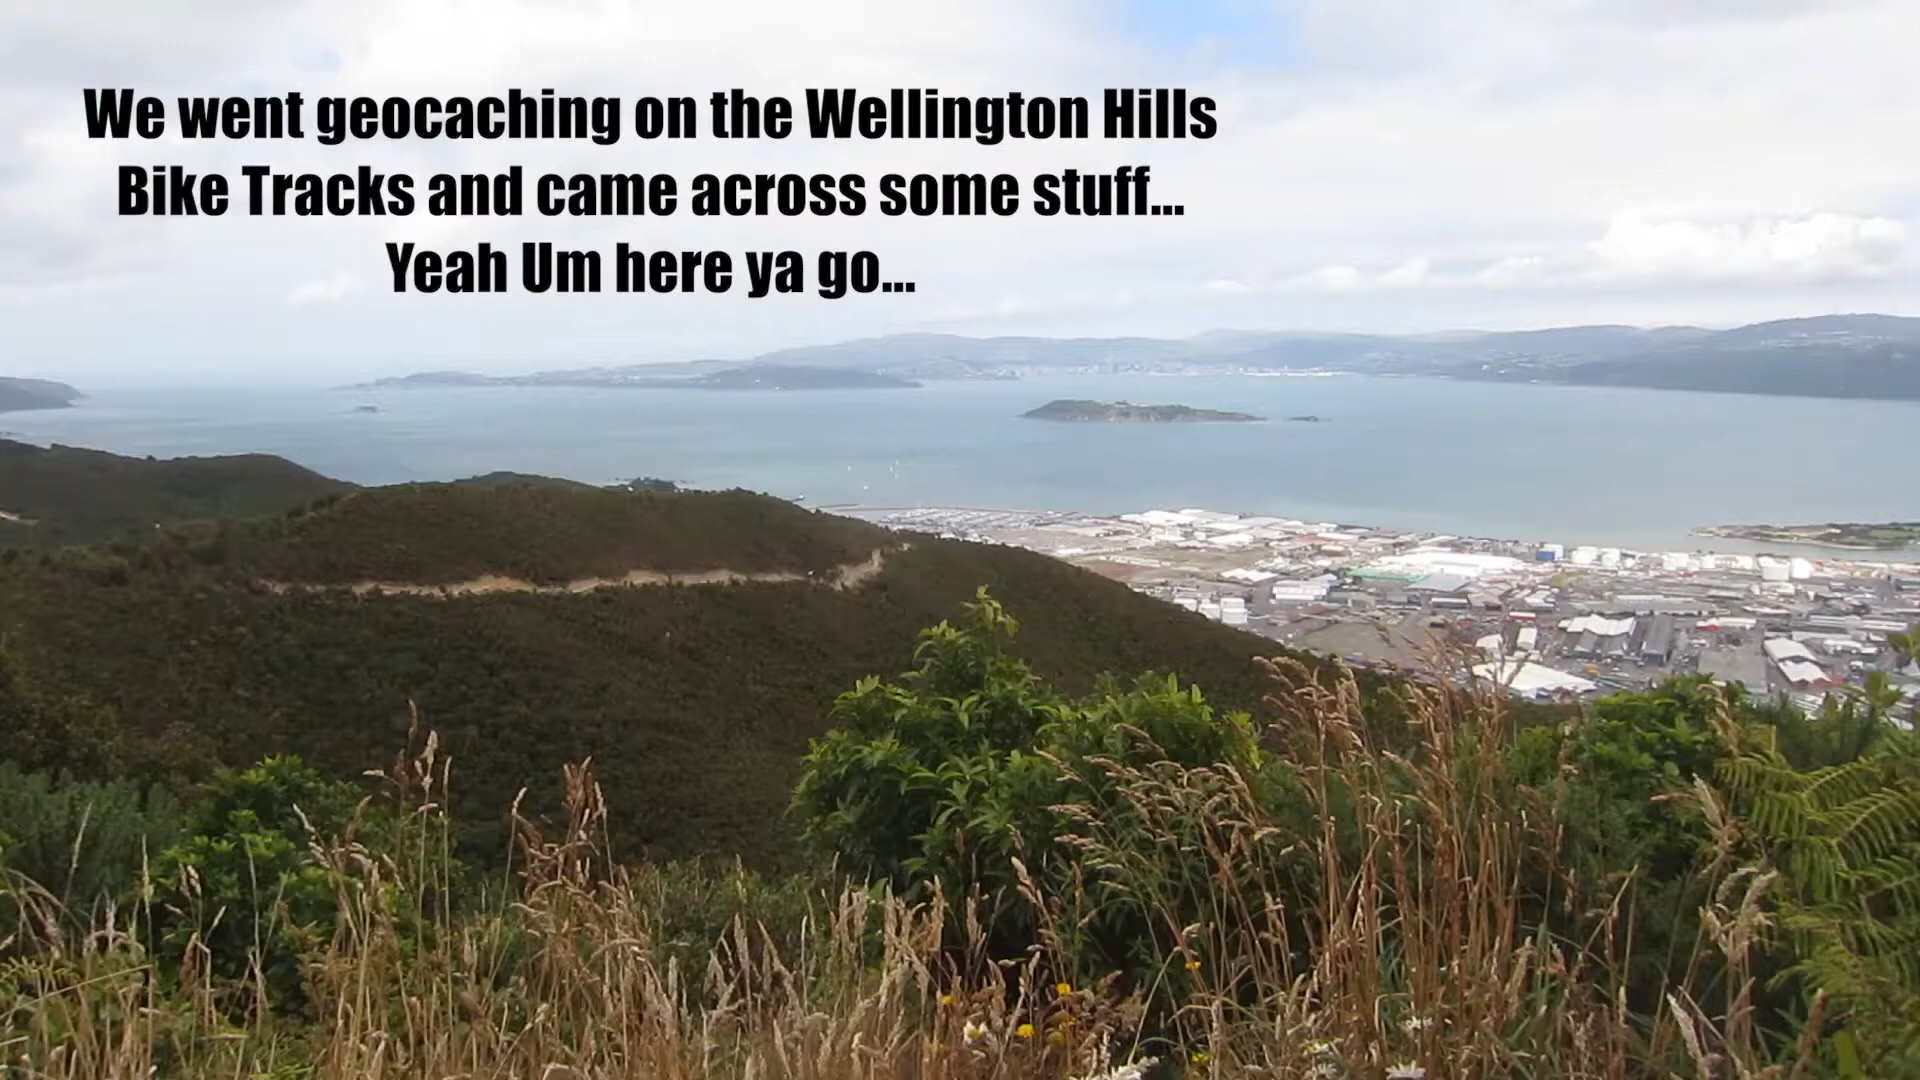 We went geocaching on the Wellington Hills
Bike Tracks and came across some stuff...
Yeah Um here ya go...